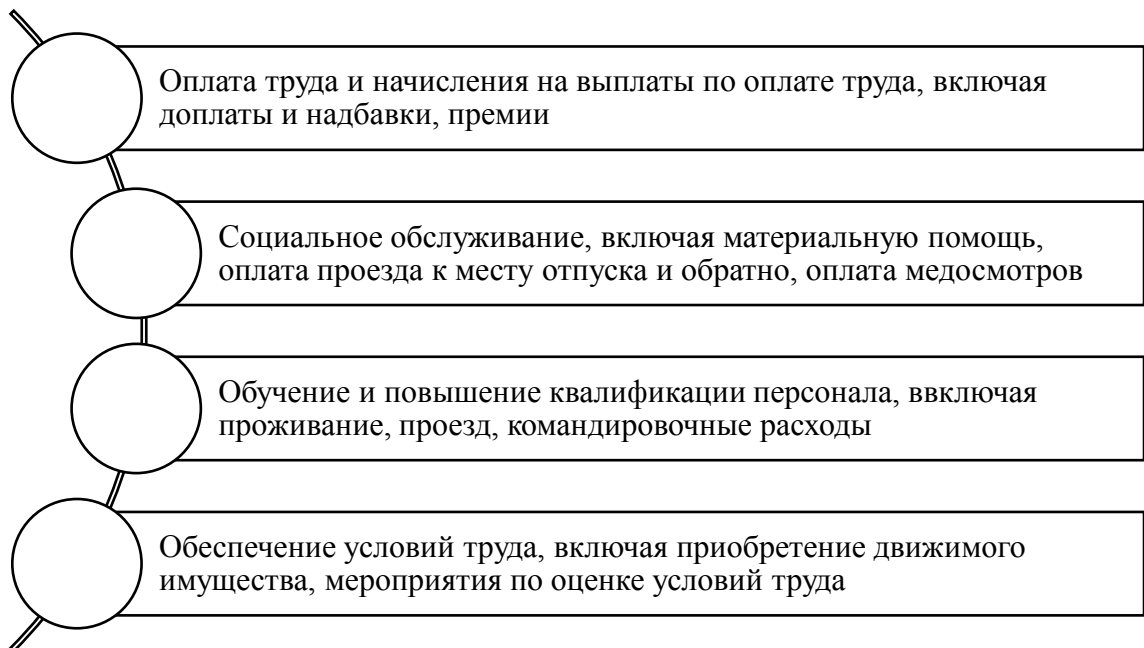 Оплата труда и начисления на выплаты по оплате труда, включая
доплаты и надбавки, премии
Социальное обслуживание, включая материальную помощь,
оплата проезда к месту отпуска и обратно, оплата медосмотров
Обучение и повышение квалификации персонала, ввключая
проживание, проезд, командировочные расходы
Обеспечение условий труда, включая приобретение движимого
имущества, мероприятия по оценке условий труда